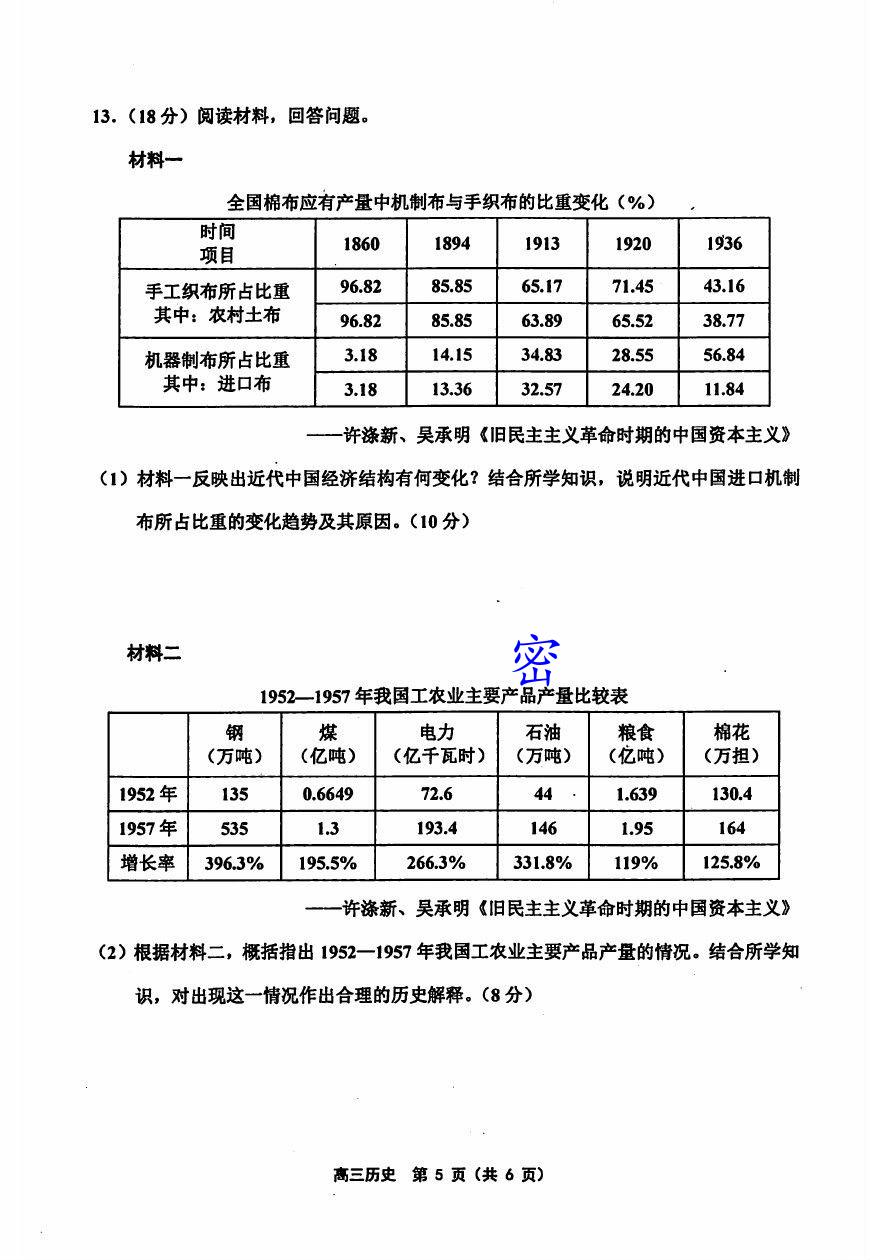 13.（18 分）阅读材料，回答问题。
材料一
全国棉布应有产量中机制布与手织布的比重变化（%）
时间
项目
1860 1894 1913 1920 1936
手工织布所占比重 96.82 85.85 65.17 71.45 43.16
其中：农村土布 96.82 85.85 63.89 65.52 38.77
机器制布所占比重 3.18 14.15 34.83 28.55 56.84
其中：进口布 3.18 13.36 32.57 24.20 11.84
——许涤新、吴承明《旧民主主义革命时期的中国资本主义》
（1）材料一反映出近代中国经济结构有何变化？结合所学知识，说明近代中国进口机制
布所占比重的变化趋势及其原因。（10 分）
材料二
密
1952—1957 年我国工农业主要产品产量比较表
钢 煤 电力 石油 粮食 棉花
（万吨） （亿吨） （亿千瓦时） （万吨） （亿吨） （万担）
1952 年 135 0.6649 72.6 44 1.639 130.4
1957 年 535 1.3 193.4 146 1.95 164
增长率 396.3% 195.5% 266.3% 331.8% 119% 125.8%
——许涤新、吴承明《旧民主主义革命时期的中国资本主义》
（2）根据材料二，概括指出 1952—1957 年我国工农业主要产品产量的情况。结合所学知
识，对出现这一情况作出合理的历史解释。（8 分）
高三历史 第 5 页（共 6 页）